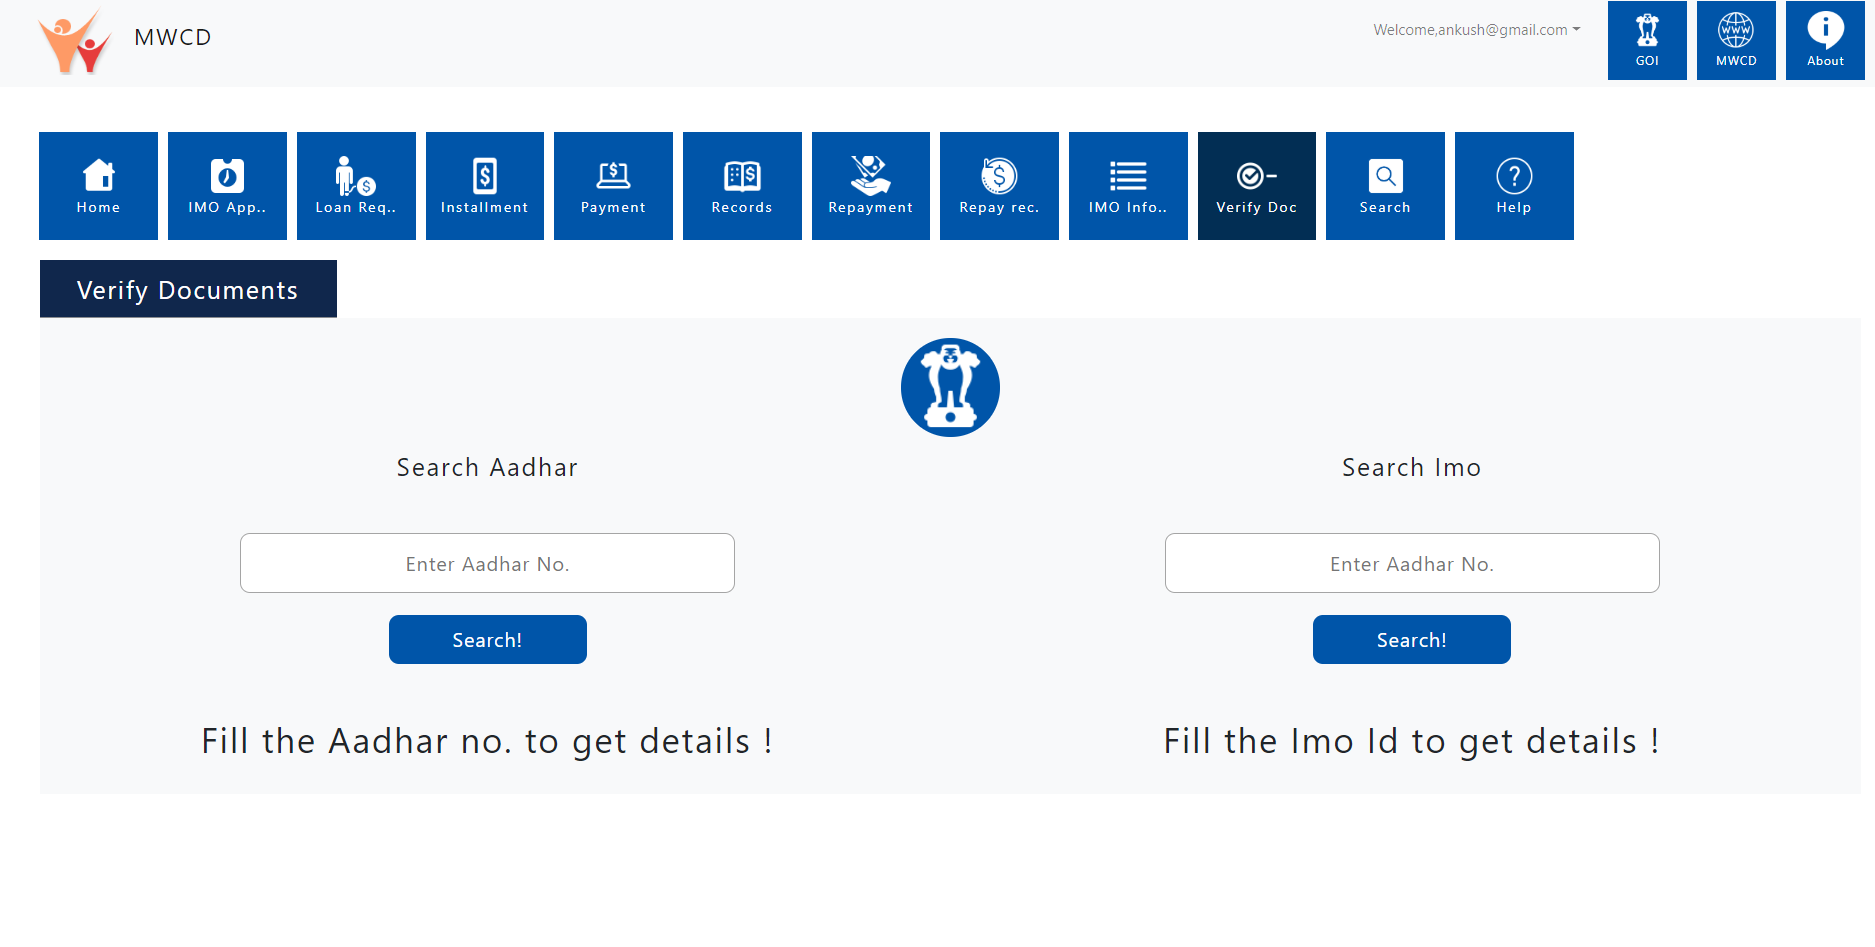 MWCD
Welcome,ankush@gmail.com
GOI
WWW
MWCD
About
Home
IMO App..
Loan Req..
Installment
Payment
Records
Repayment
Repay rec.
IMO Info..
Verify Doc
Search
Help
Verify Documents
Search Aadhar
Search Imo
Enter Aadhar No.
Enter Aadhar No.
Search!
Search!
Fill the Aadhar no. to get details !
Fill the Imo Id to get details !